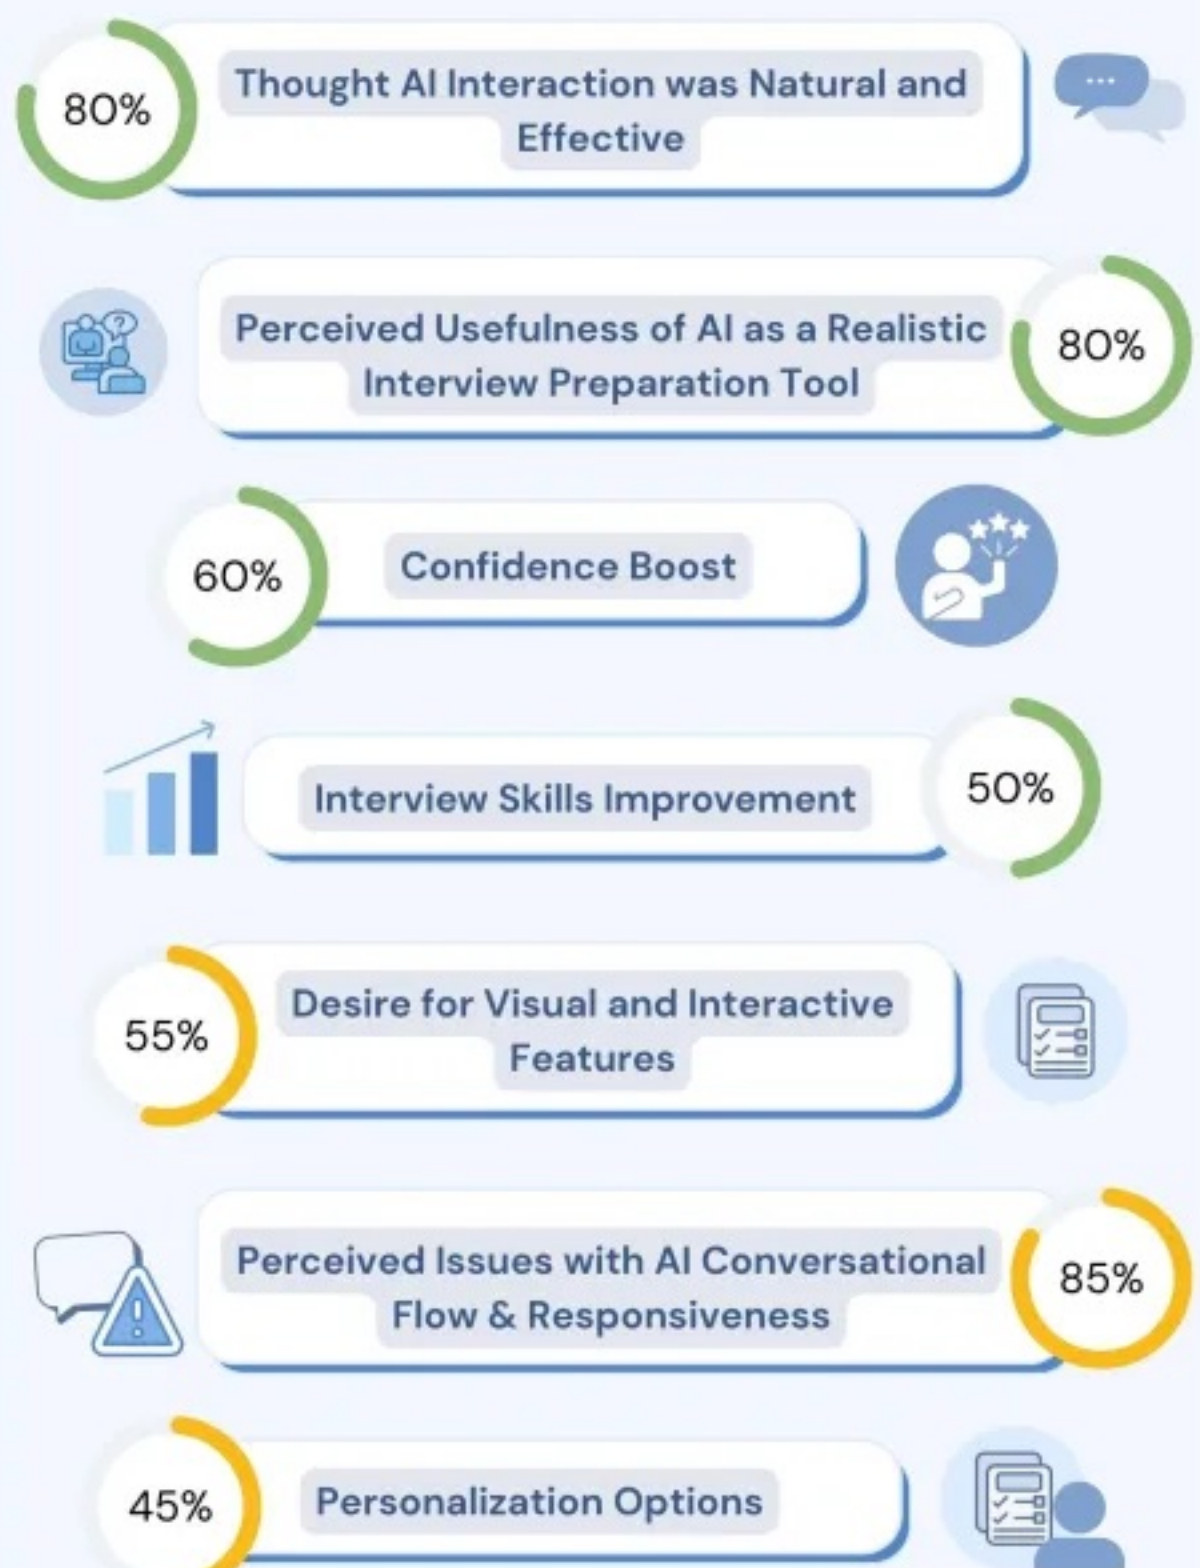 80%
Thought AI Interaction was Natural and
Effective
Perceived Usefulness of AI as a Realistic
Interview Preparation Tool
80%
60%
Confidence Boost
Interview Skills Improvement
50%
55%
Desire for Visual and Interactive
Features
Perceived Issues with AI Conversational
Flow & Responsiveness
85%
45%
Personalization Options